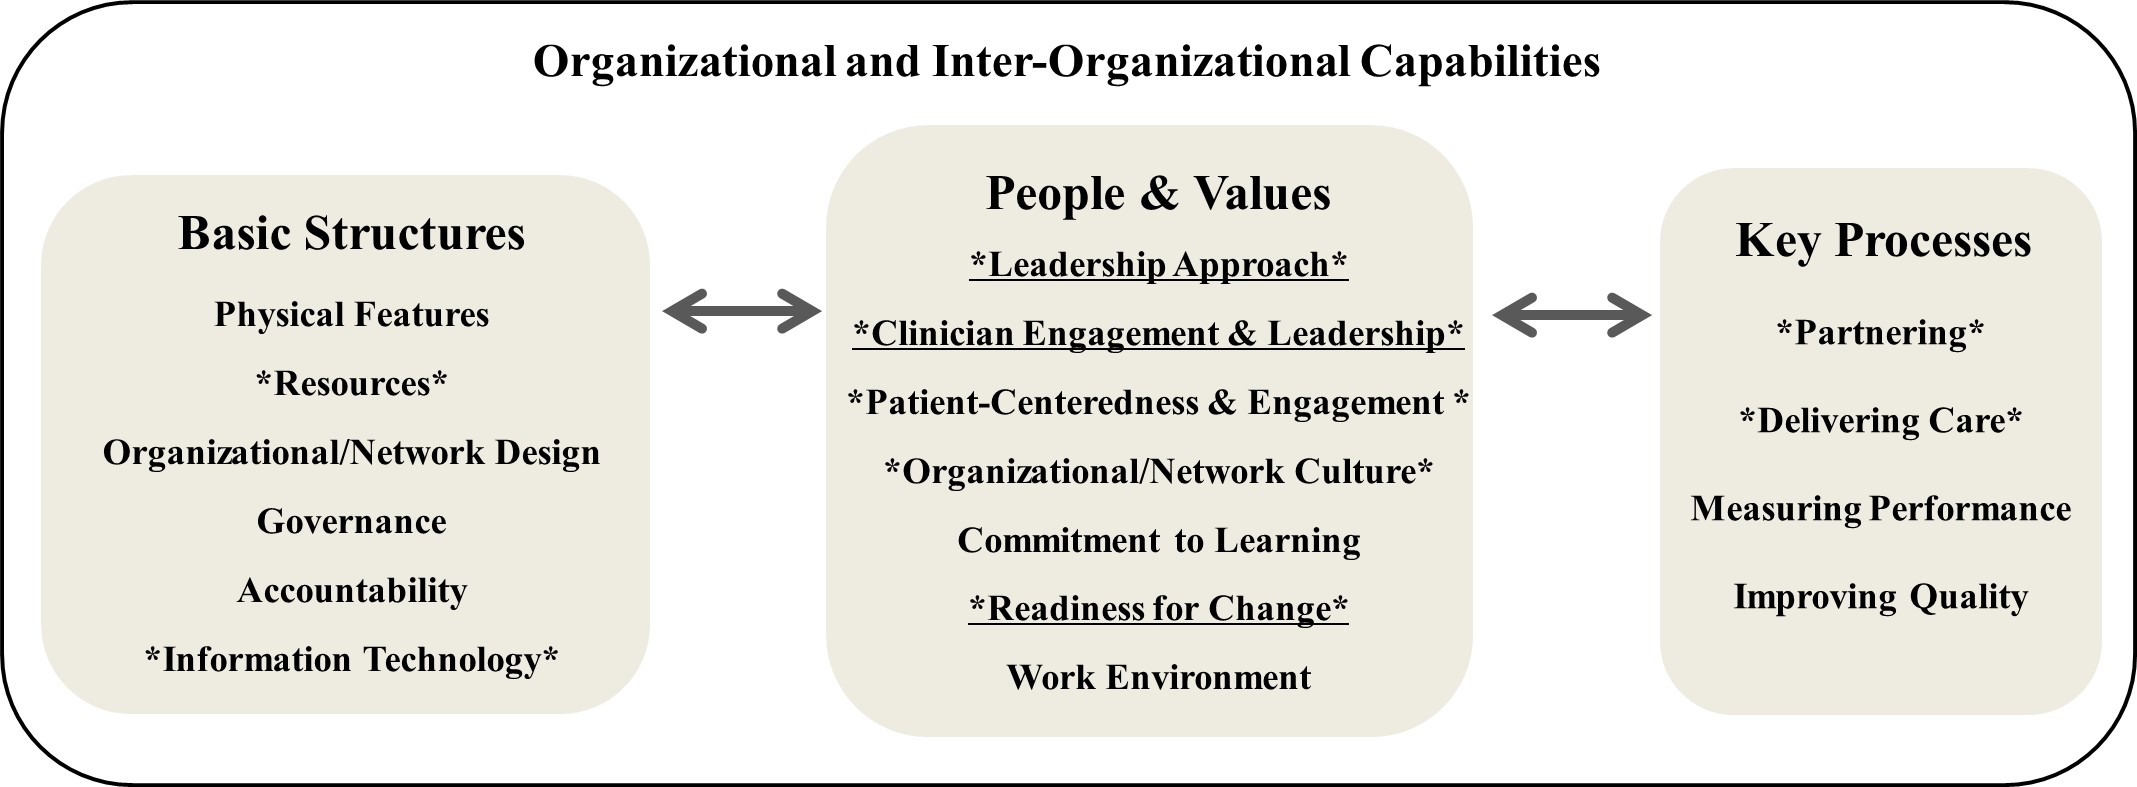 Organizational and Inter-Organizational Capabilities
Basic Structures
Physical Features
*Resources*
Organizational/Network Design
Governance
Accountability
*Information Technology*
People & Values
*Leadership Approach*
*Clinician Engagement & Leadership*
*Patient-Centeredness & Engagement *
*Organizational/Network Culture*
Commitment to Learning
*Readiness for Change*
Work Environment
Key Processes
*Partnering*
*Delivering Care*
Measuring Performance
Improving Quality